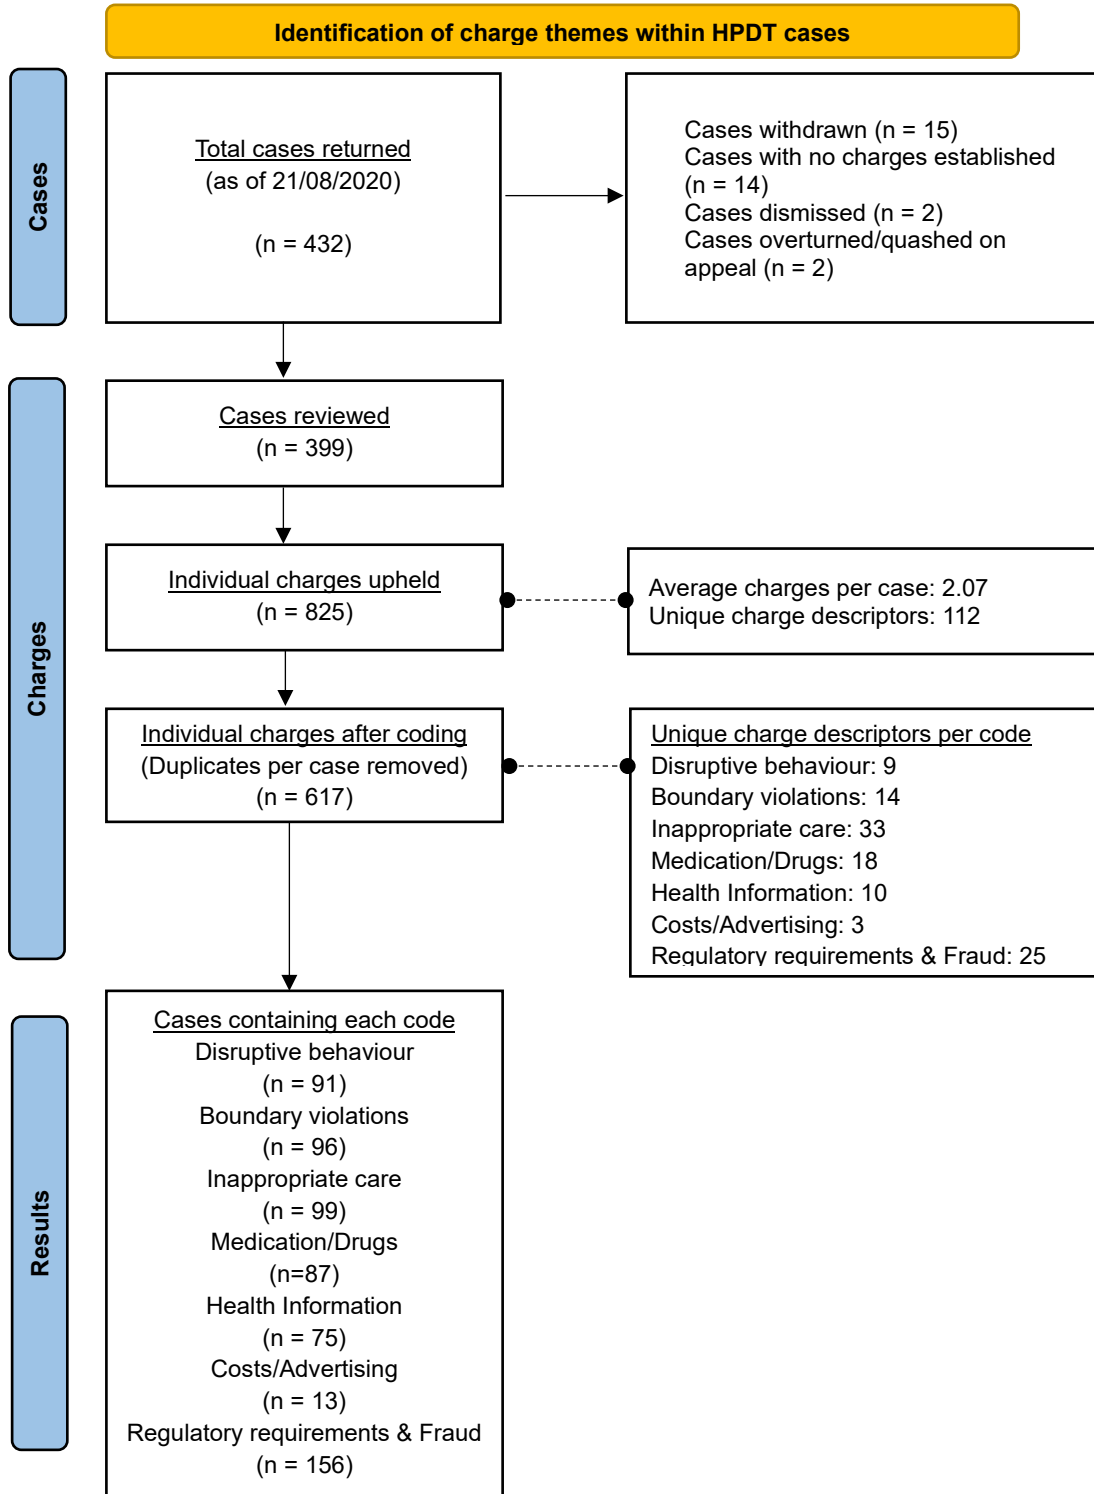 Identification of charge themes within HPDT cases
Cases
Total cases returned
(as of 21/08/2020)
(n = 432)
Cases withdrawn (n = 15)
Cases with no charges established
(n = 14)
Cases dismissed (n = 2)
Cases overturned/quashed on
appeal (n = 2)
Charges
Cases reviewed
(n = 399)
Individual charges upheld
(n = 825)
Average charges per case: 2.07
Unique charge descriptors: 112
Individual charges after coding
(Duplicates per case removed)
(n = 617)
Unique charge descriptors per code
Disruptive behaviour: 9
Boundary violations: 14
Inappropriate care: 33
Medication/Drugs: 18
Health Information: 10
Costs/Advertising: 3
Regulatory requirements & Fraud: 25
Results
Cases containing each code
Disruptive behaviour
(n = 91)
Boundary violations
(n = 96)
Inappropriate care
(n = 99)
Medication/Drugs
(n=87)
Health Information
(n = 75)
Costs/Advertising
(n = 13)
Regulatory requirements & Fraud
(n = 156)